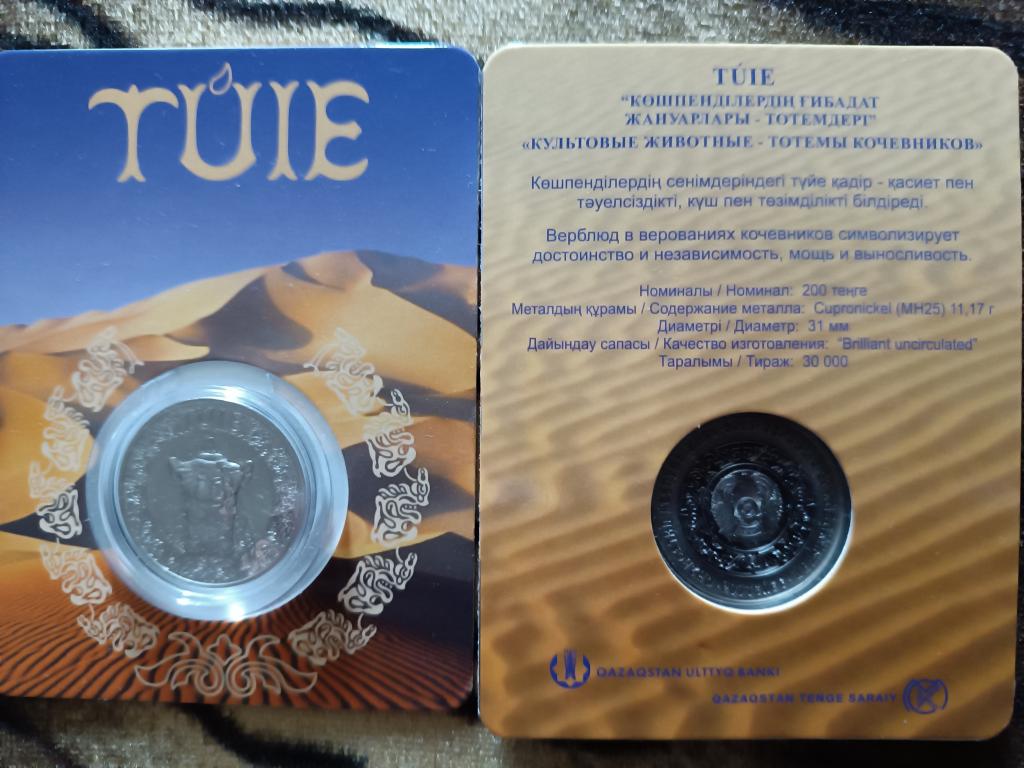 TÚIE
TÚIE
"КӨШПЕНДІЛЕРДІҢ ҒИБАДАТ
ЖАНУАРЛАРЫ - ТОТЕМДЕРІ"
«КУЛЬТОВЫЕ ЖИВОТНЫЕ - ТОТЕМЫ КОЧЕВНИКОВ»
Көшпенділердің сенімдеріндегі түйе қадір - қасиет пен
тәуелсіздікті, күш пен төзімділікті білдіреді.
Верблюд в верованиях кочевников символизирует
достоинство и независимость, мощь и выносливость.
Номиналы / Номинал: 200 теңге
Металдың құрамы / Содержание металла: Cupronickel (МН25) 11,17 г
Диаметрі / Диаметр: 31 мм
Дайындау сапасы / Качество изготовления: "Brilliant uncirculated"
Таралымы / Тираж: 30 000
QAZAQSTAN ULTTYQ BANKI
QAZAQSTAN TENGE SARAIY